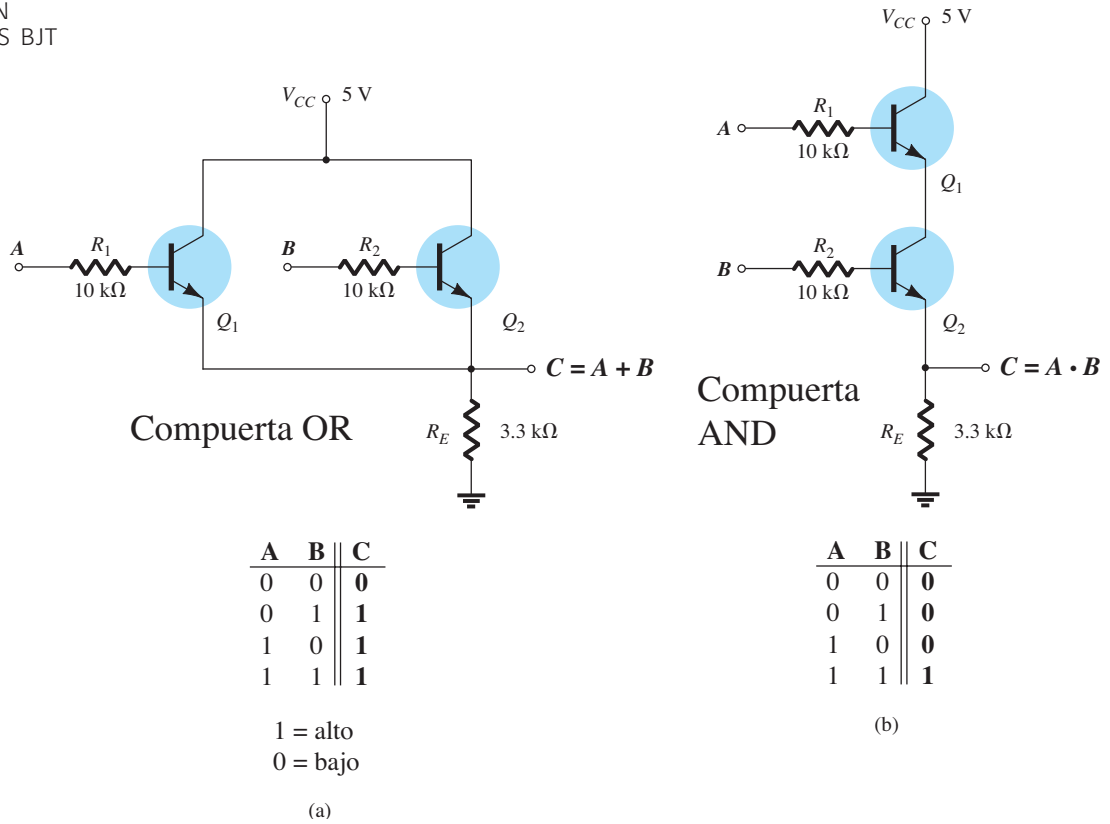 N
S BJT
V_CC 5 V
A
R_1
10 kΩ
Q_1
B
R_2
10 kΩ
Q_2
C = A + B
Compuerta OR
R_E
3.3 kΩ
A B C
0 0 0
0 1 1
1 0 1
1 1 1
1 = alto
0 = bajo
(a)
V_CC 5 V
A
R_1
10 kΩ
Q_1
B
R_2
10 kΩ
Q_2
C = A • B
Compuerta
AND
R_E
3.3 kΩ
A B C
0 0 0
0 1 0
1 0 0
1 1 1
(b)